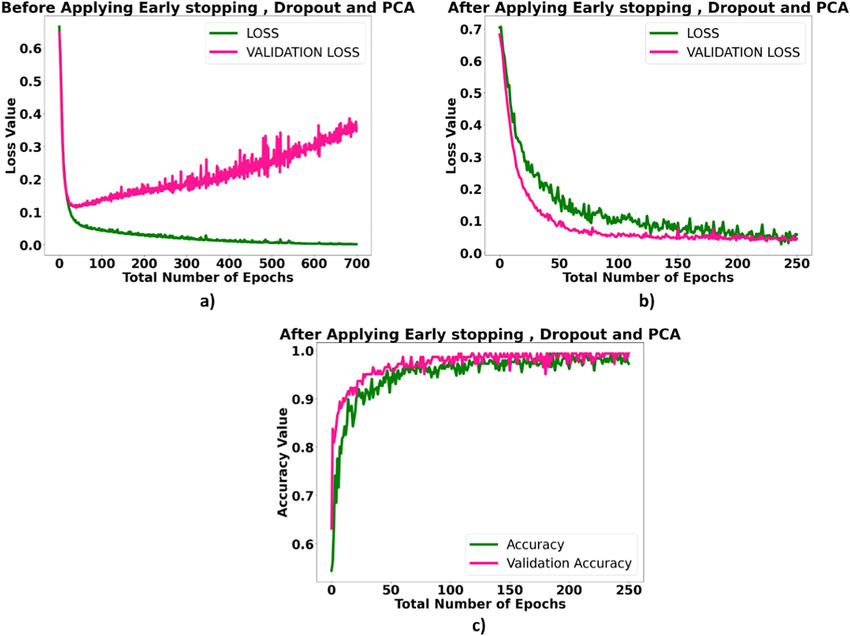 Before Applying Early stopping , Dropout and PCA
LOSS
VALIDATION LOSS
Loss Value
0.6
0.5
0.4
0.3
0.2
0.1
0.0
0 100 200 300 400 500 600 700
Total Number of Epochs
a)
After Applying Early stopping , Dropout and PCA
LOSS
VALIDATION LOSS
Loss Value
0.7
0.6
0.5
0.4
0.3
0.2
0.1
0.0
0 50 100 150 200 250
Total Number of Epochs
b)
After Applying Early stopping , Dropout and PCA
Accuracy Value
1.0
0.9
0.8
0.7
0.6
Accuracy
Validation Accuracy
0 50 100 150 200 250
Total Number of Epochs
c)